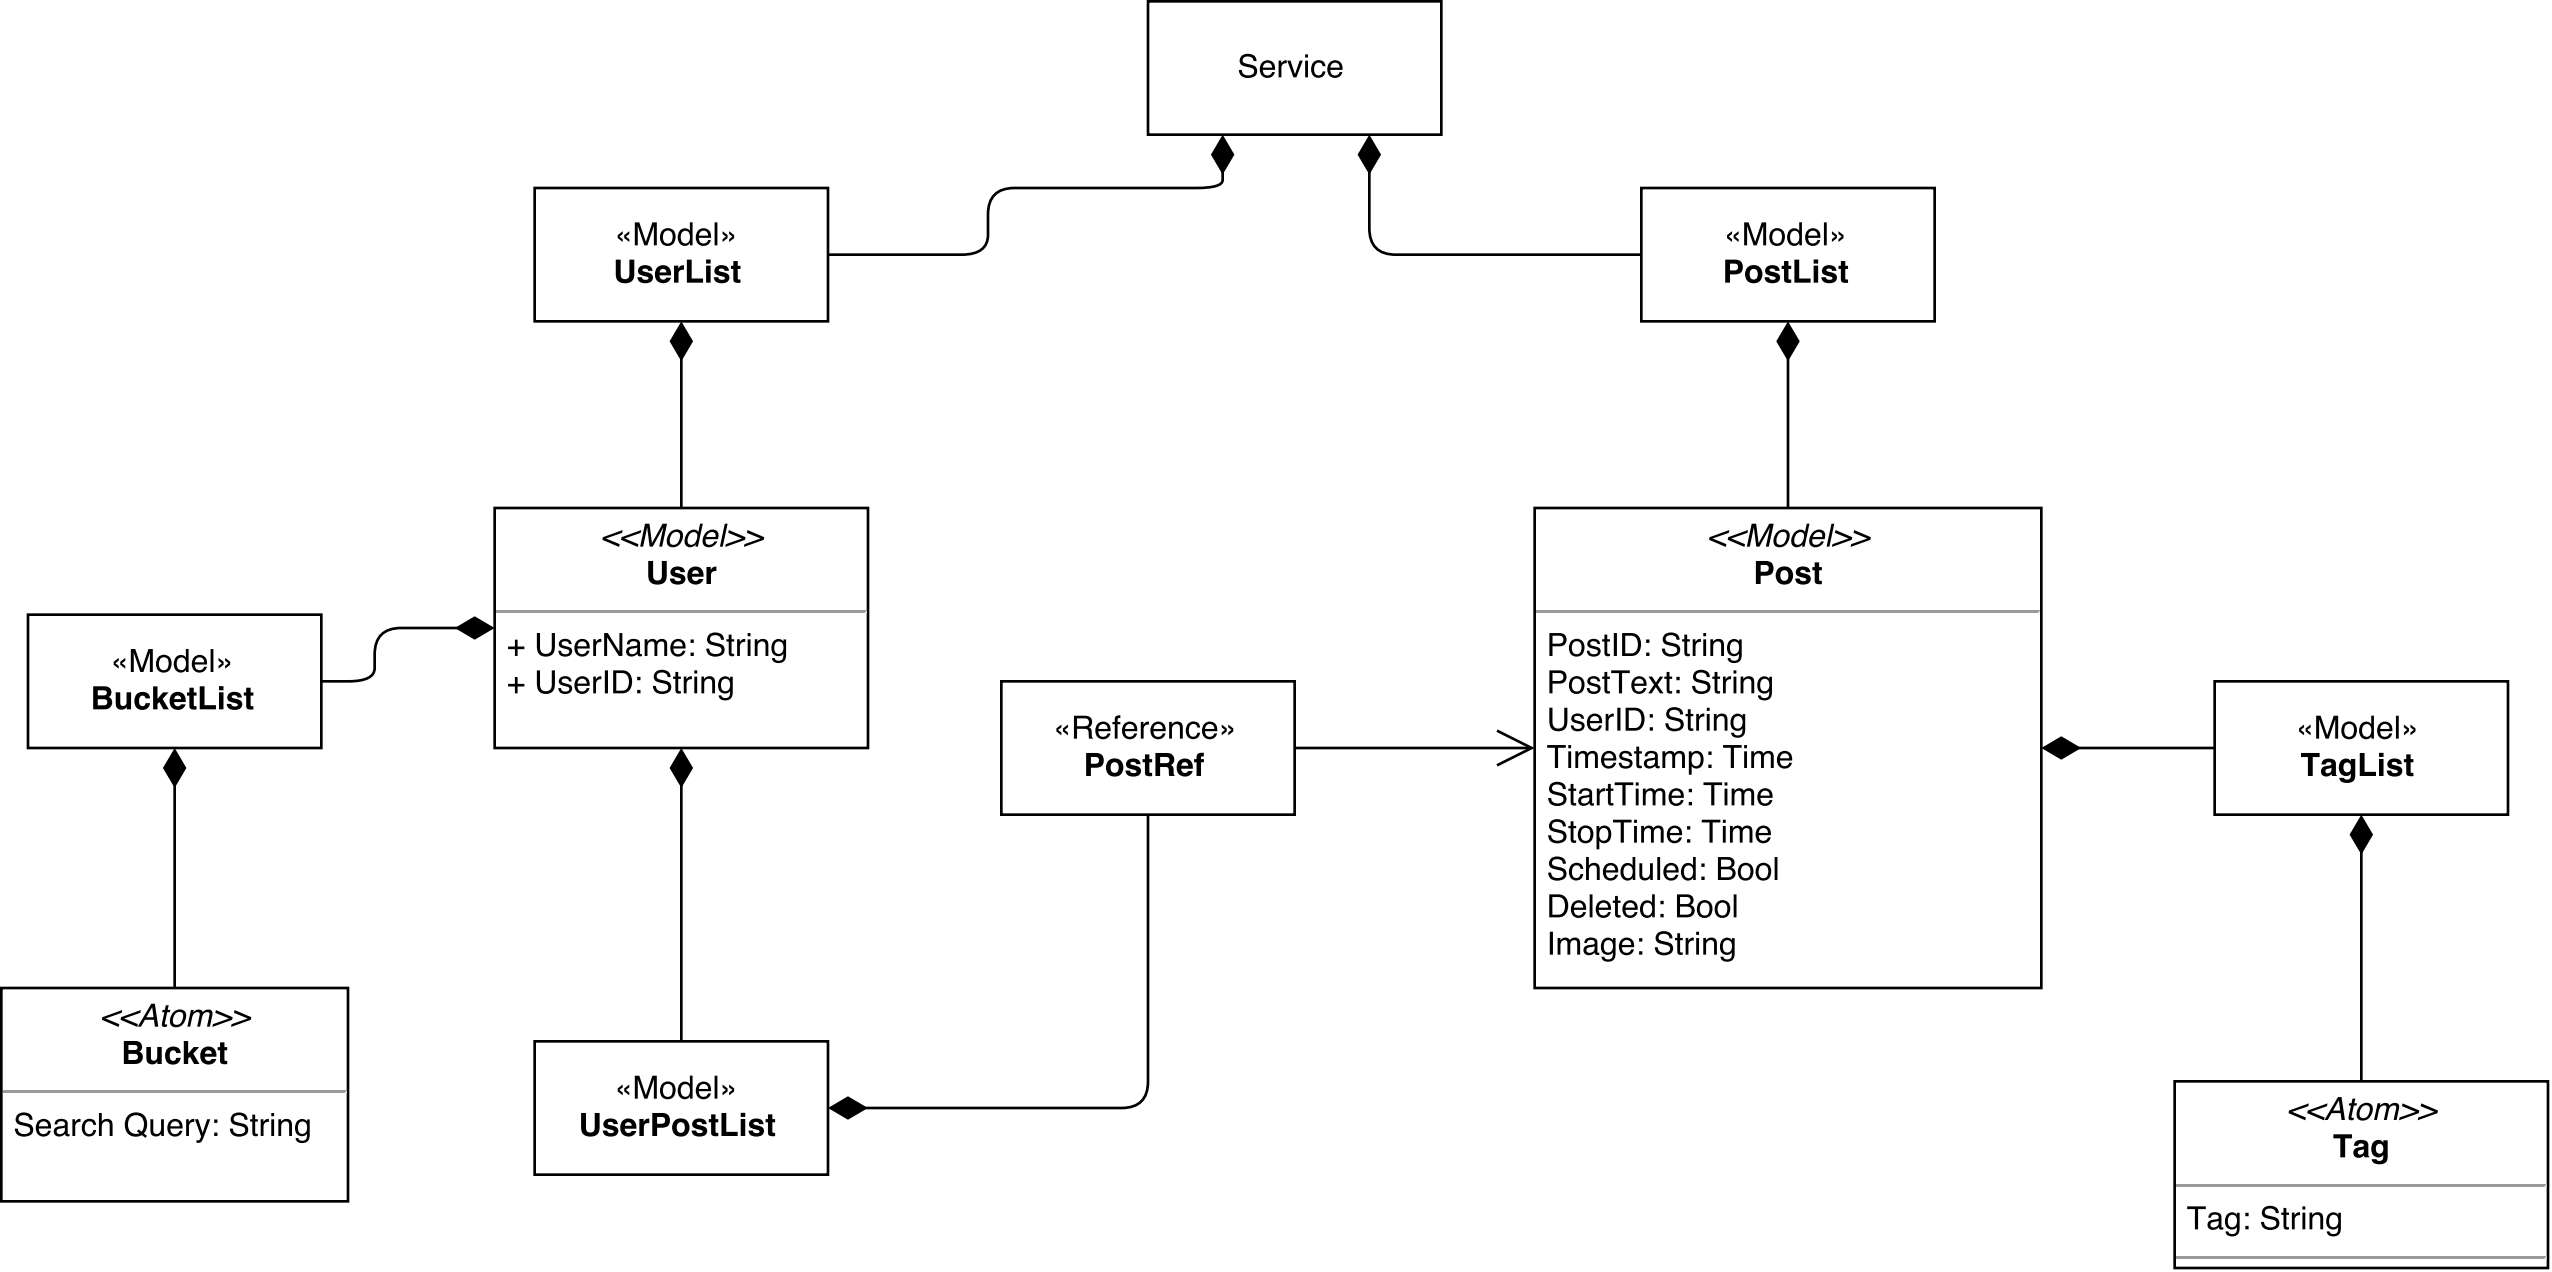 Service
«Model»
UserList
«Model»
PostList
<<Model>>
User
+ UserName: String
+ UserID: String
<<Model>>
Post
PostID: String
PostText: String
UserID: String
Timestamp: Time
StartTime: Time
StopTime: Time
Scheduled: Bool
Deleted: Bool
Image: String
«Model»
BucketList
«Reference»
PostRef
«Model»
TagList
<<Atom>>
Bucket
Search Query: String
«Model»
UserPostList
<<Atom>>
Tag
Tag: String